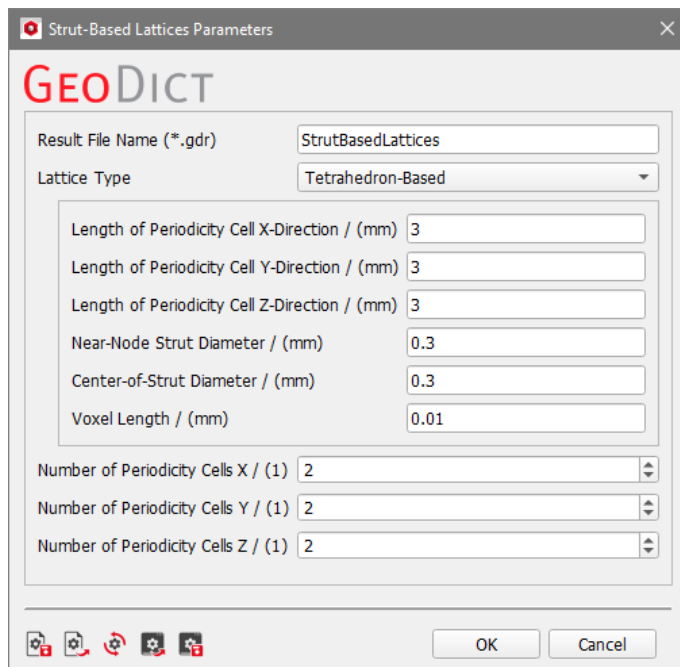 Strut-Based Lattices Parameters
GEODICT
Result File Name (*.gdr) StrutBasedLattices
Lattice Type Tetrahedron-Based
Length of Periodicity Cell X-Direction / (mm) 3
Length of Periodicity Cell Y-Direction / (mm) 3
Length of Periodicity Cell Z-Direction / (mm) 3
Near-Node Strut Diameter / (mm) 0.3
Center-of-Strut Diameter / (mm) 0.3
Voxel Length / (mm) 0.01
Number of Periodicity Cells X / (1) 2
Number of Periodicity Cells Y / (1) 2
Number of Periodicity Cells Z / (1) 2
OK Cancel